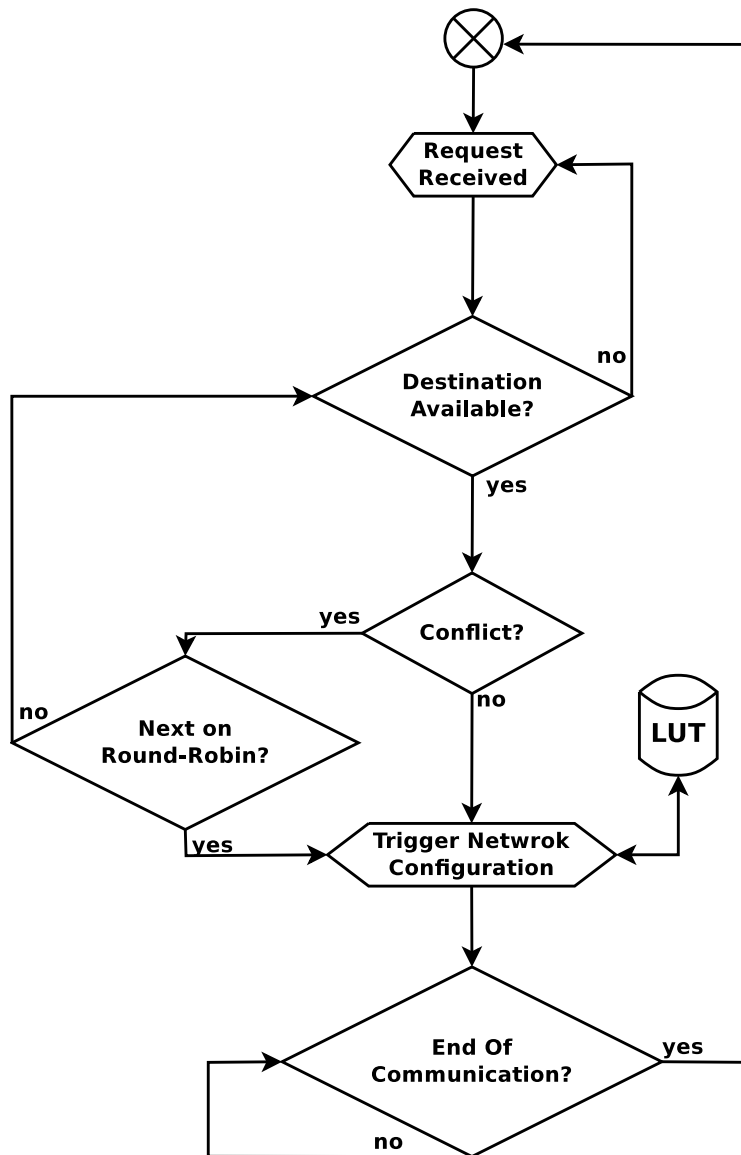 Request
Received
no
Destination
Available?
yes
yes
Conflict?
no
no
Next on
Round-Robin?
LUT
yes
Trigger Netwrok
Configuration
End Of
Communication?
yes
no